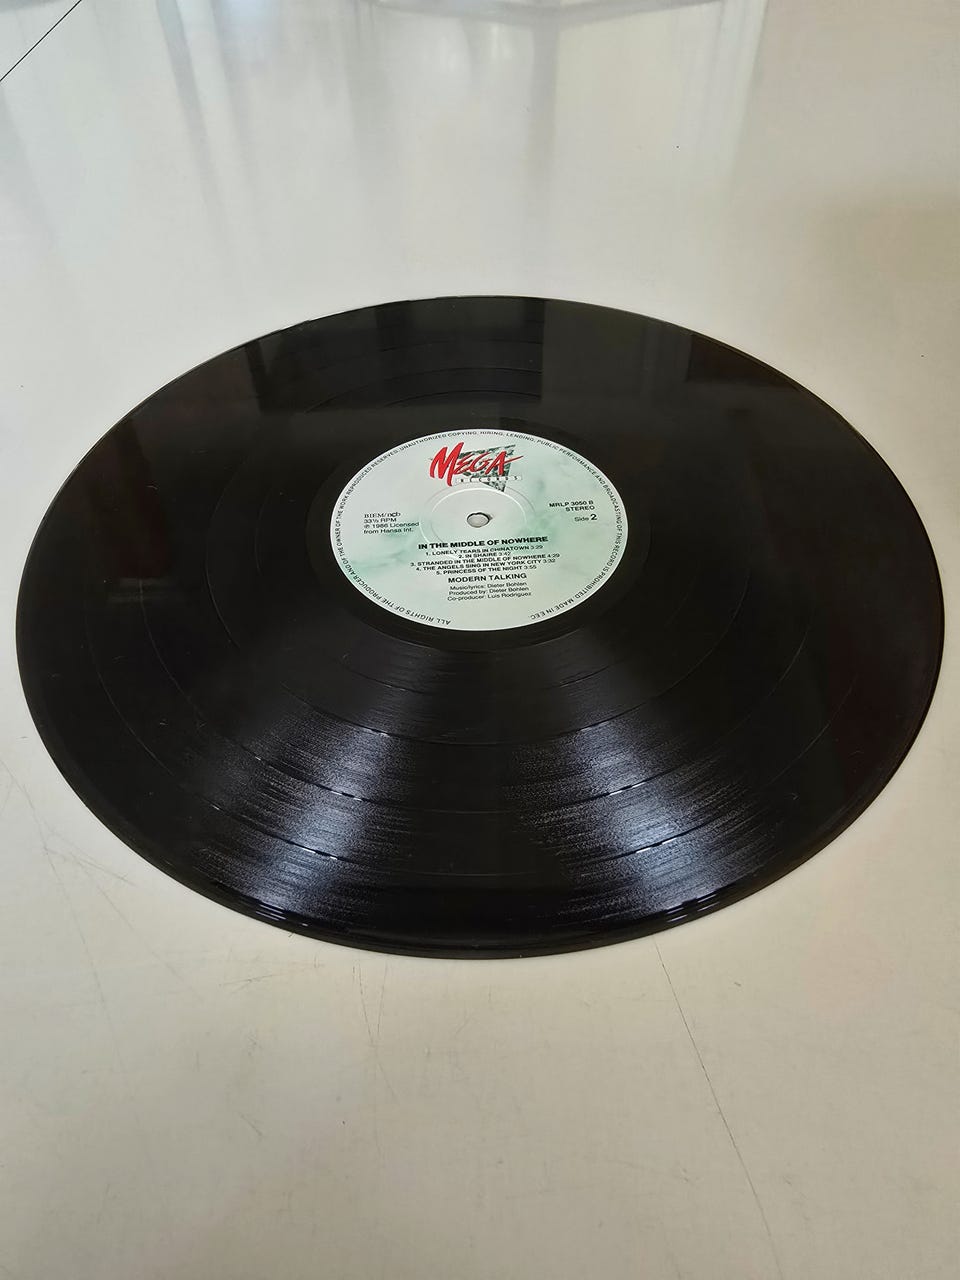 MEGA
RECORDS
BIEM/ncb
33⅓ RPM
℗ 1986 Licensed
from Hansa Int.
MRLP 3050 B
STEREO
Side 2
IN THE MIDDLE OF NOWHERE
1. LONELY TEARS IN CHINATOWN 3:29
2. IN SHAIRE 3:42
3. STRANDED IN THE MIDDLE OF NOWHERE 4:29
4. THE ANGELS SING IN NEW YORK CITY 3:32
5. PRINCESS OF THE NIGHT 3:55
MODERN TALKING
Music/lyrics: Dieter Bohlen
Produced by: Dieter Bohlen
Co-producer: Luis Rodriguez
ALL RIGHTS OF THE PRODUCER AND OF THE OWNER OF THE WORK REPRODUCED RESERVED. UNAUTHORIZED COPYING, HIRING, LENDING, PUBLIC PERFORMANCE AND BROADCASTING OF THIS RECORD IS PROHIBITED. MADE IN EEC.